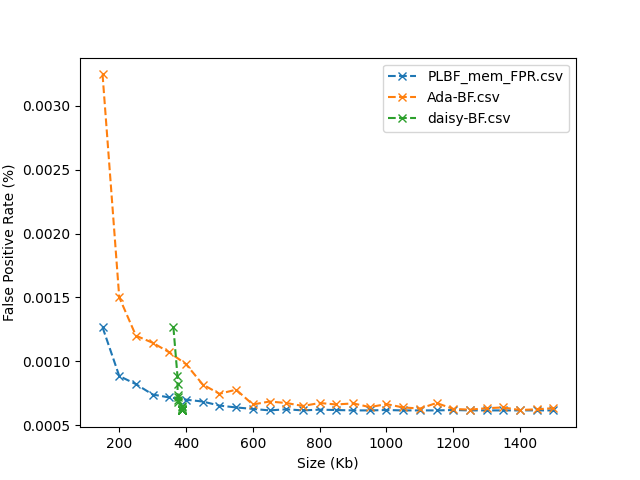 PLBF_mem_FPR.csv
Ada-BF.csv
daisy-BF.csv
False Positive Rate (%)
0.0030
0.0025
0.0020
0.0015
0.0010
0.0005
200 400 600 800 1000 1200 1400
Size (Kb)